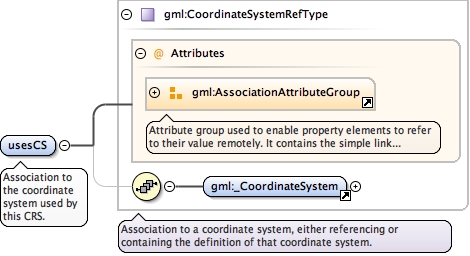 gml:CoordinateSystemRefType
@ Attributes
gml:AssociationAttributeGroup
Attribute group used to enable property elements to refer
to their value remotely. It contains the simple link...
usesCS
Association to
the coordinate
system used by
this CRS.
gml:_CoordinateSystem
Association to a coordinate system, either referencing or
containing the definition of that coordinate system.